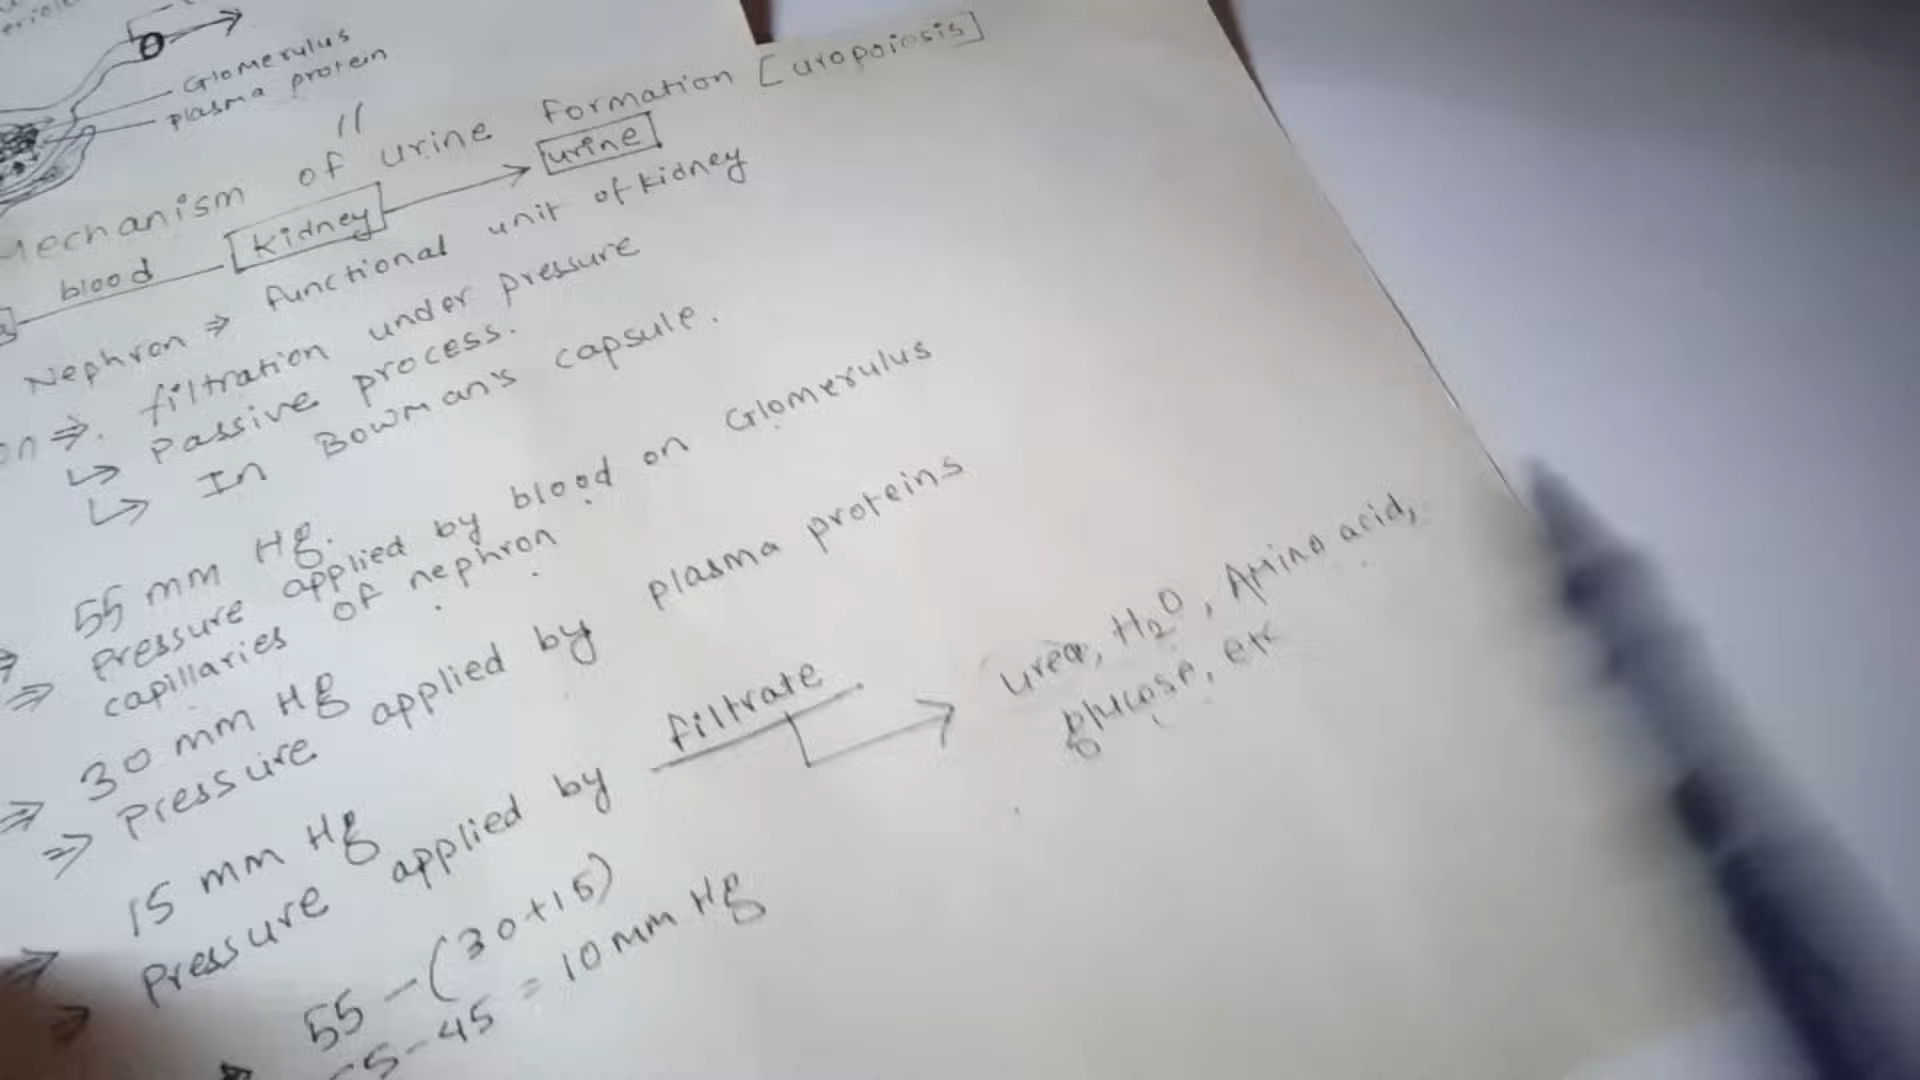 Glomerulus
plasma protein
Mechanism of urine formation [uropoiosis]
blood [kidney] [urine]
Nephron ⇒ functional unit of kidney
⇒. filtration under pressure
↳ Passive process.
↳ In Bowman's capsule.
55 mm Hg.
⇒ Pressure applied by blood on Glomerulus
capillaries of nephron
⇒ 30 mm Hg
⇒ Pressure applied by plasma proteins
⇒ 15 mm Hg
Pressure applied by filtrate
urea, H₂O, Amino acid,
glucose, etc
55-(30+15)
-45 = 10 mm Hg